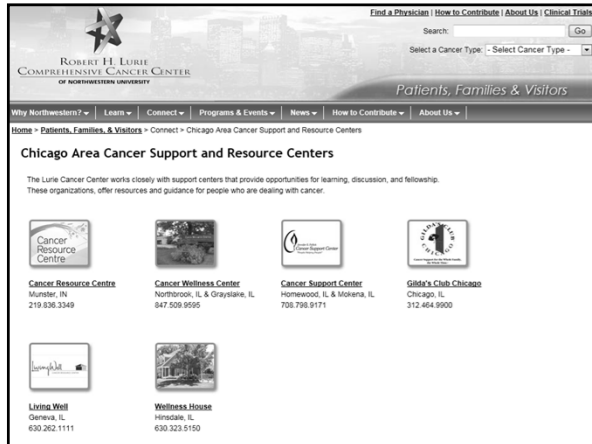 Find a Physician | How to Contribute | About Us | Clinical Trials
Search: Go
Select a Cancer Type: - Select Cancer Type -
ROBERT H. LURIE
COMPREHENSIVE CANCER CENTER
OF NORTHWESTERN UNIVERSITY
Patients, Families & Visitors
Why Northwestern? Learn Connect Programs & Events News How to Contribute About Us
Home > Patients, Families, & Visitors > Connect > Chicago Area Cancer Support and Resource Centers
Chicago Area Cancer Support and Resource Centers
The Lurie Cancer Center works closely with support centers that provide opportunities for learning, discussion, and fellowship.
These organizations, offer resources and guidance for people who are dealing with cancer.
Cancer
Resource
Centre
Cancer Support Center
GILDA'S CLUB
CHICAGO
Cancer Resource Centre
Munster, IN
219.836.3349
Cancer Wellness Center
Northbrook, IL & Grayslake, IL
847.509.9595
Cancer Support Center
Homewood, IL & Mokena, IL
708.798.9171
Gilda's Club Chicago
Chicago, IL
312.464.9900
LivingWell
Living Well
Geneva, IL
630.262.1111
Wellness House
Hinsdale, IL
630.323.5150